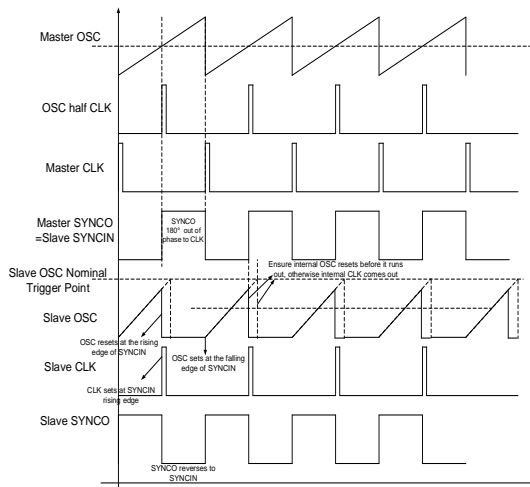 Master OSC
OSC half CLK
Master CLK
Master SYNCO
=Slave SYNCIN
SYNCO
180° out of
phase to CLK
Ensure internal OSC resets before it runs
out, otherwise internal CLK comes out
Slave OSC Nominal
Trigger Point
Slave OSC
OSC resets at the rising
edge of SYNCIN
OSC sets at the falling
edge of SYNCIN
Slave CLK
CLK sets at SYNCIN
rising edge
Slave SYNCO
SYNCO reverses to
SYNCIN